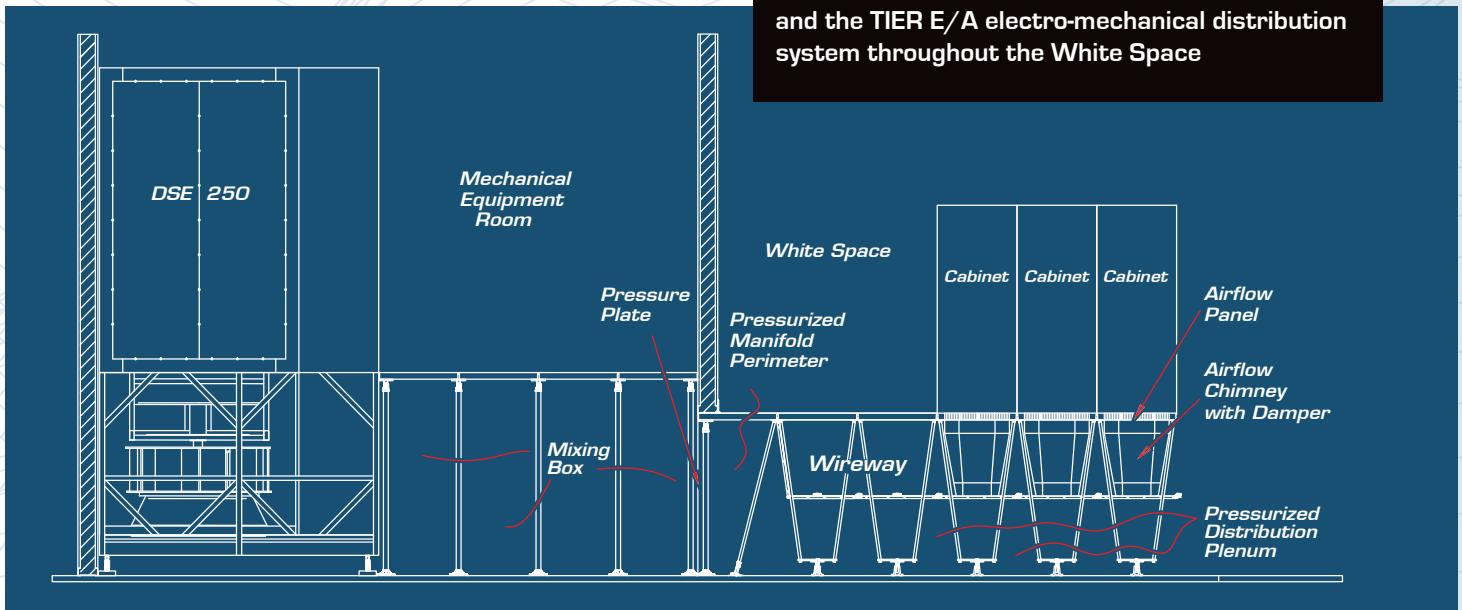 and the TIER E/A electro-mechanical distribution
system throughout the White Space
DSE 250
Mechanical
Equipment
Room
White Space
Cabinet
Cabinet
Cabinet
Pressure
Plate
Pressurized
Manifold
Perimeter
Airflow
Panel
Airflow
Chimney
with Damper
Mixing
Box
Wireway
Pressurized
Distribution
Plenum